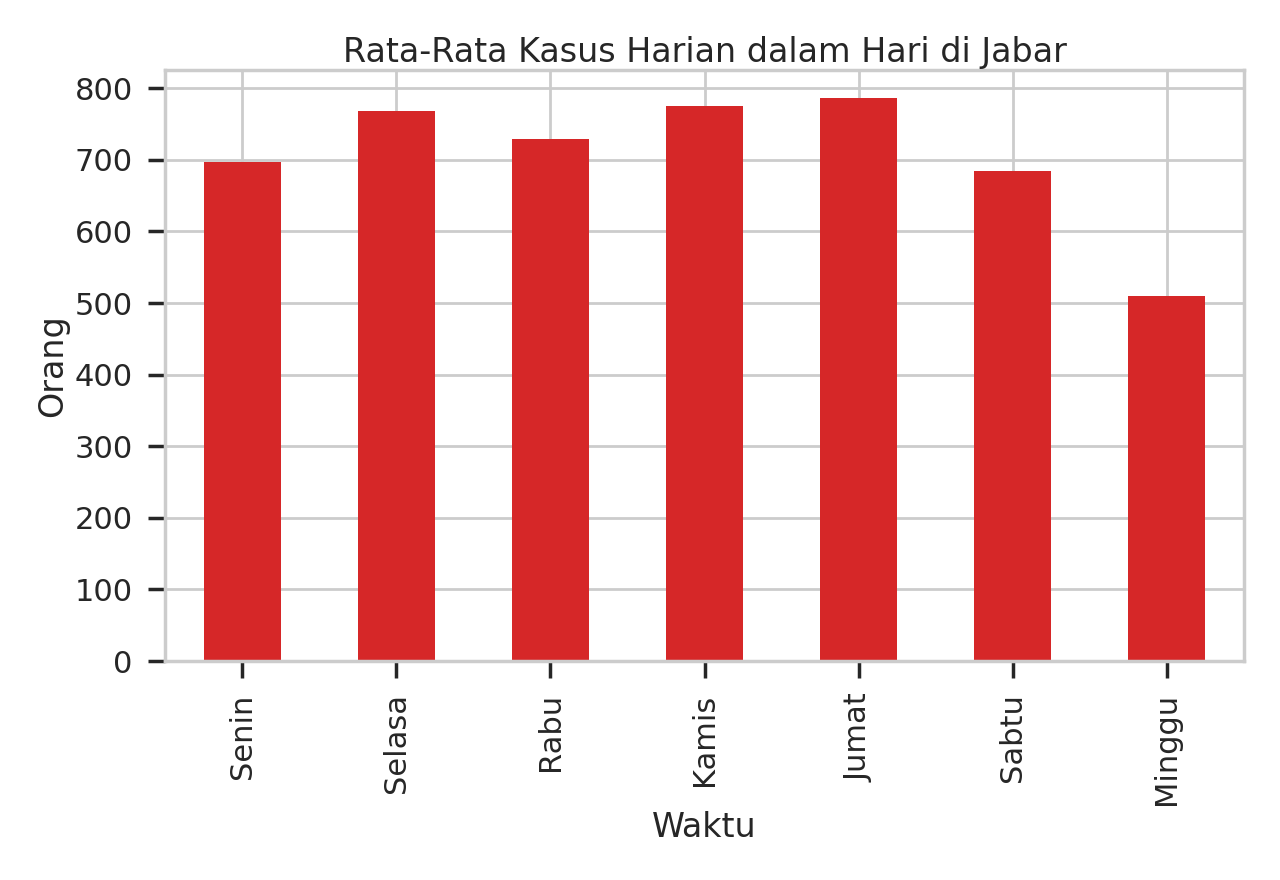 Rata-Rata Kasus Harian dalam Hari di Jabar
800
700
600
500
400
300
200
100
0
Orang
Senin
Selasa
Rabu
Kamis
Jumat
Sabtu
Minggu
Waktu